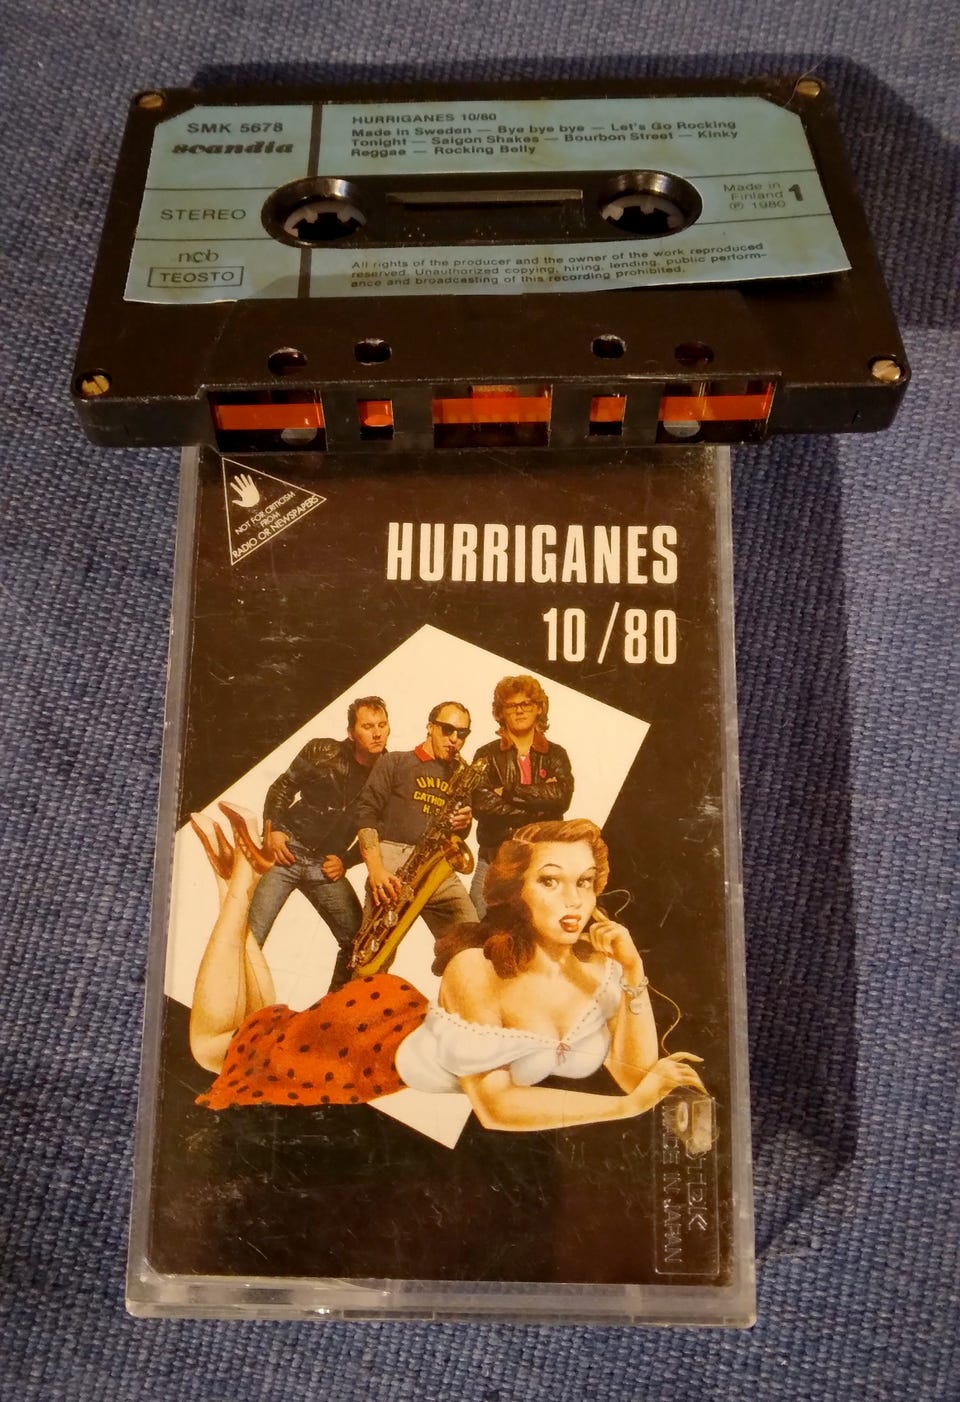 SMK 5678
scandia
HURRIGANES 10/80
Made in Sweden — Bye bye bye — Let's Go Rocking
Tonight — Saigon Shakes — Bourbon Street — Kinky
Reggae — Rocking Belly
STEREO
Made in
Finland
℗ 1980
1
ncb
TEOSTO
All rights of the producer and the owner of the work reproduced
reserved. Unauthorized copying, hiring, lending, public perform-
ance and broadcasting of this recording prohibited.
NOT FOR CRITICISM
FROM
RADIO OR NEWSPAPERS
HURRIGANES
10/80
UNION
CATHO
H.S
TDK
MADE IN JAPAN